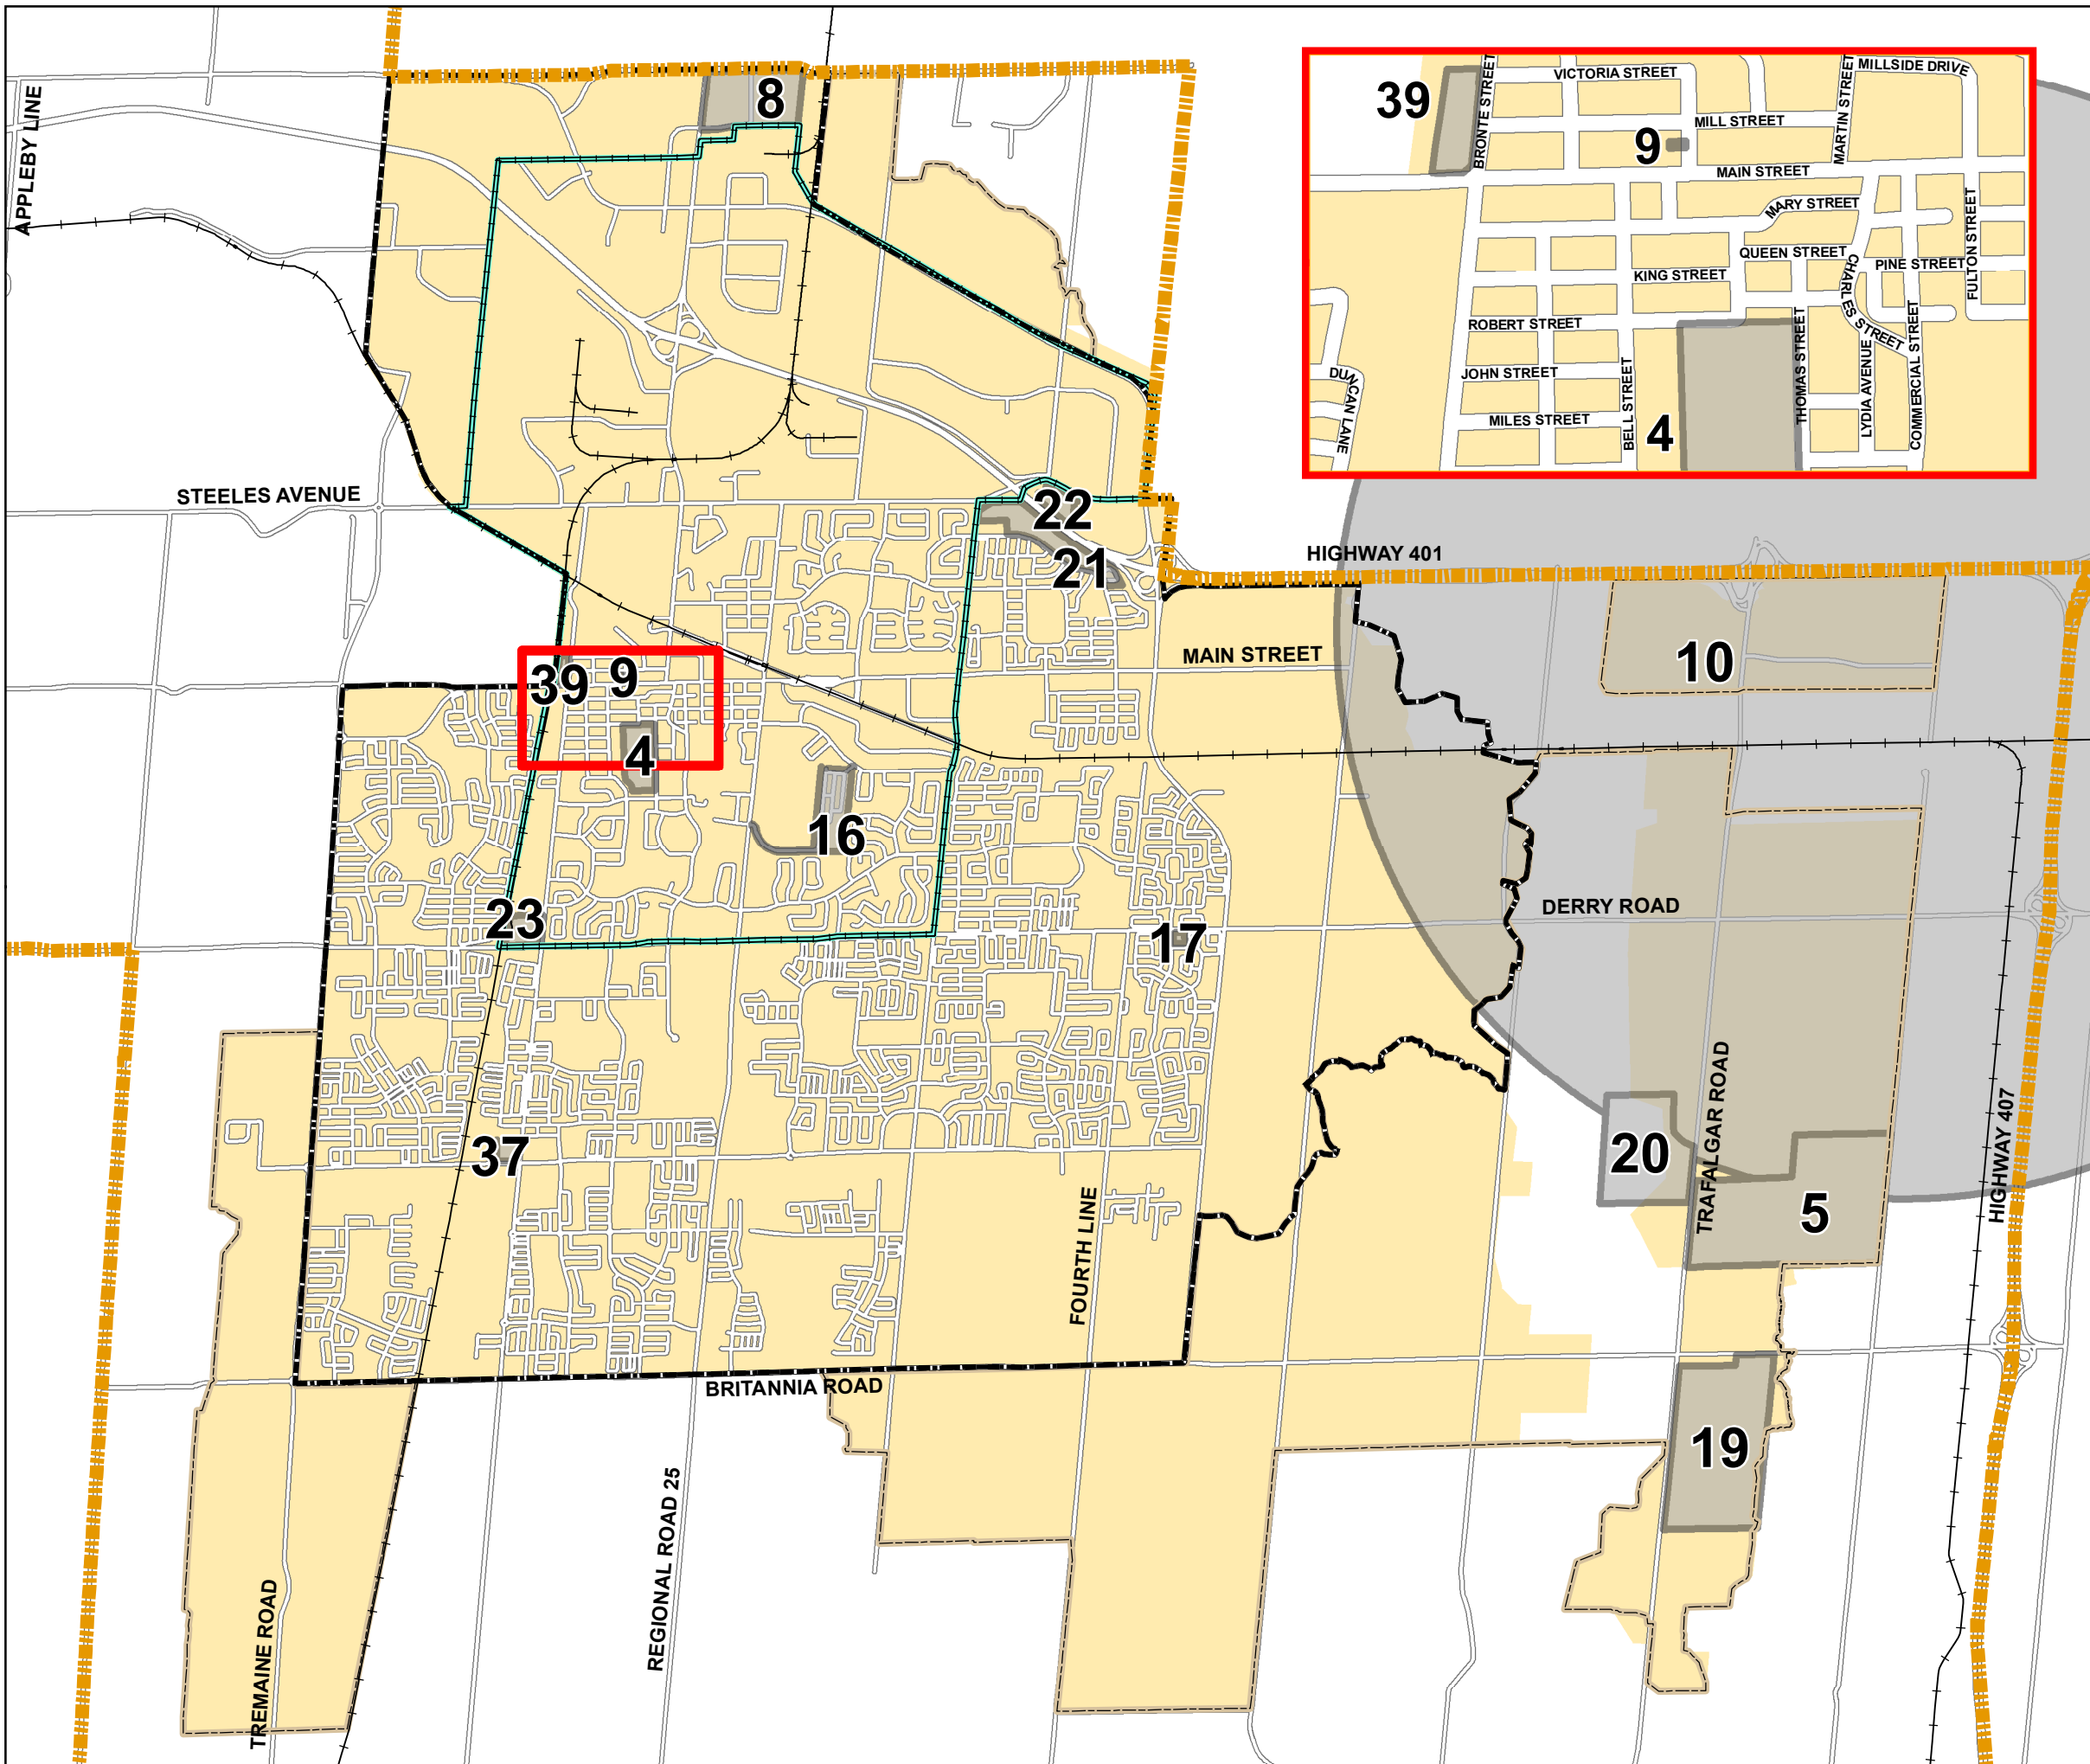 APPLEBY LINE
8
STEELES AVENUE
22
21
HIGHWAY 401
MAIN STREET
10
39
9
4
16
23
17
DERRY ROAD
37
20
TRAFALGAR ROAD
5
HIGHWAY 407
FOURTH LINE
BRITANNIA ROAD
19
REGIONAL ROAD 25
TREMAINE ROAD
39
BRONTE STREET
VICTORIA STREET
MARTIN STREET
MILLSIDE DRIVE
9
MILL STREET
MAIN STREET
MARY STREET
FULTON STREET
QUEEN STREET
KING STREET
CHARLES STREET
PINE STREET
ROBERT STREET
JOHN STREET
MILES STREET
DUNCAN LANE
BELL STREET
4
THOMAS STREET
LYDIA AVENUE
COMMERCIAL STREET